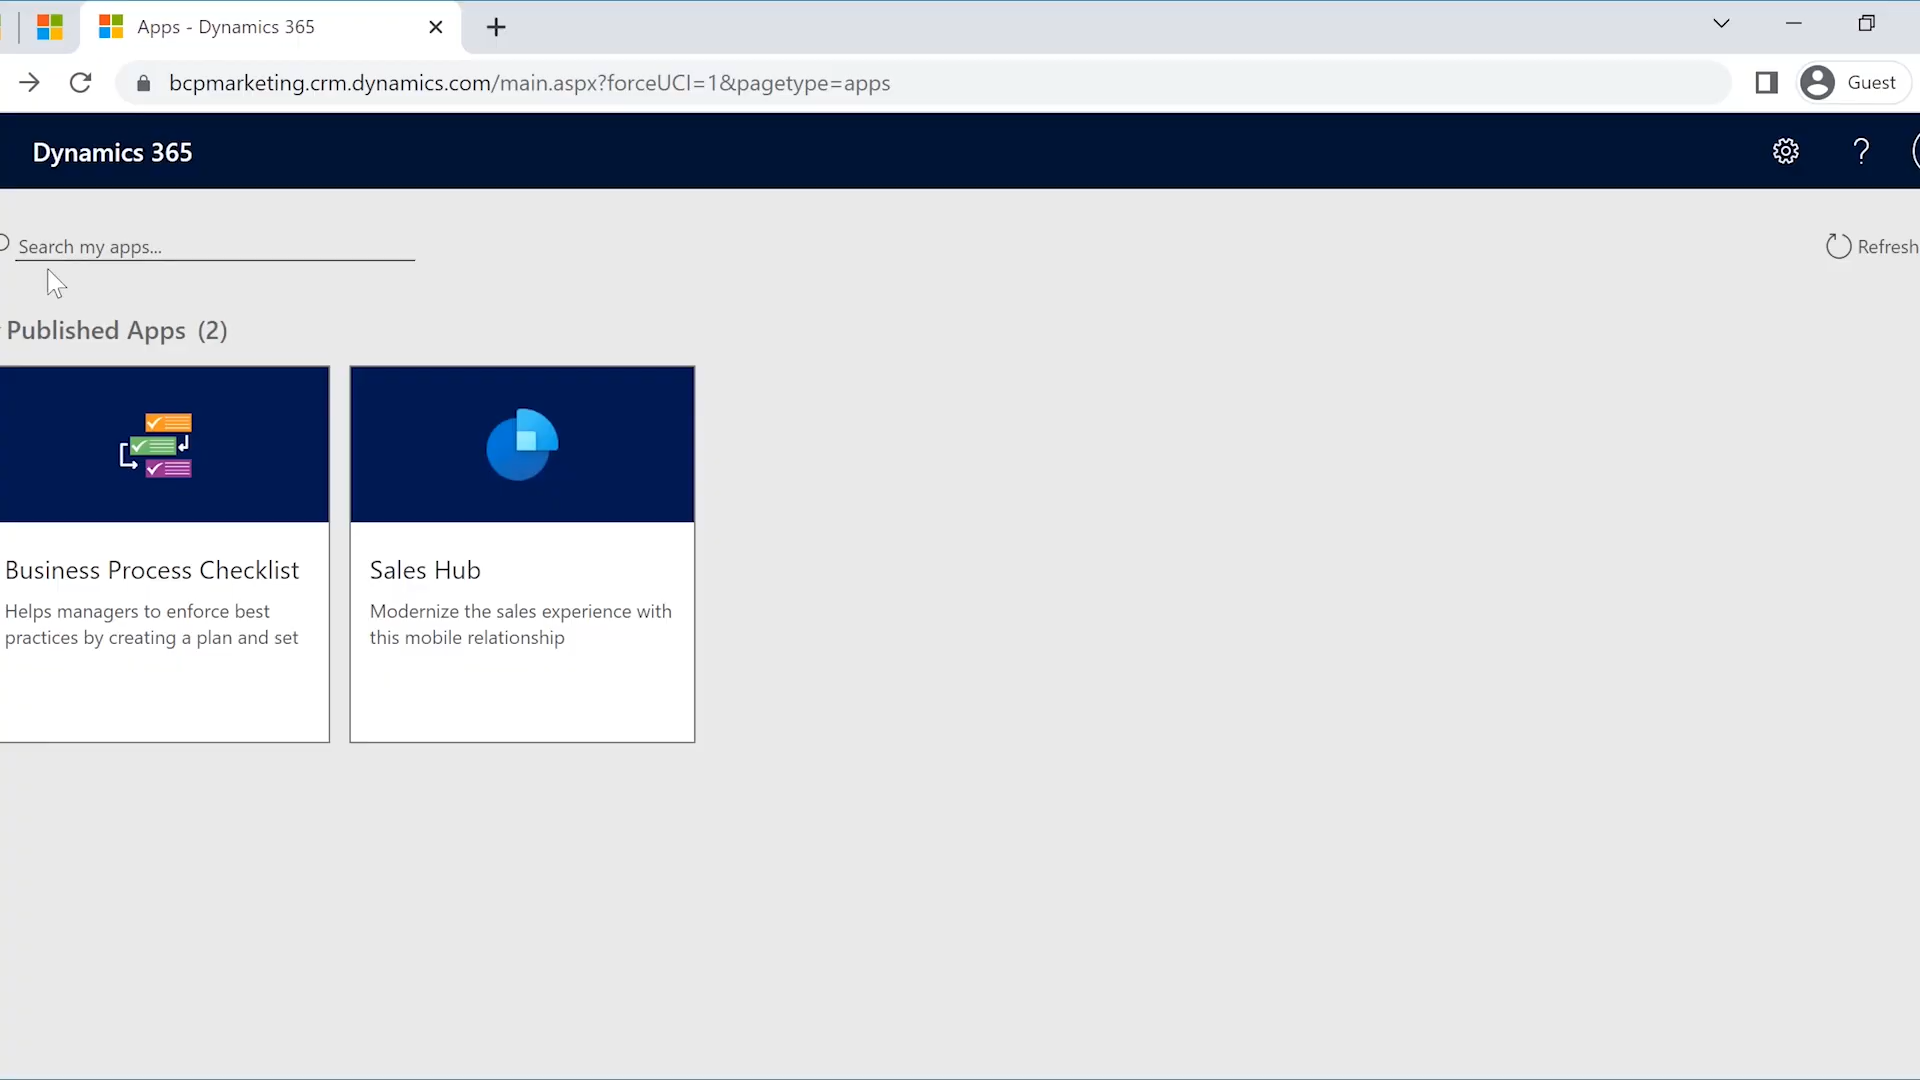 Apps - Dynamics 365
bcpmarketing.crm.dynamics.com/main.aspx?forceUCI=1&pagetype=apps
Guest
Dynamics 365
Search my apps...
Refresh
Published Apps (2)
Business Process Checklist
Helps managers to enforce best
practices by creating a plan and set
Sales Hub
Modernize the sales experience with
this mobile relationship